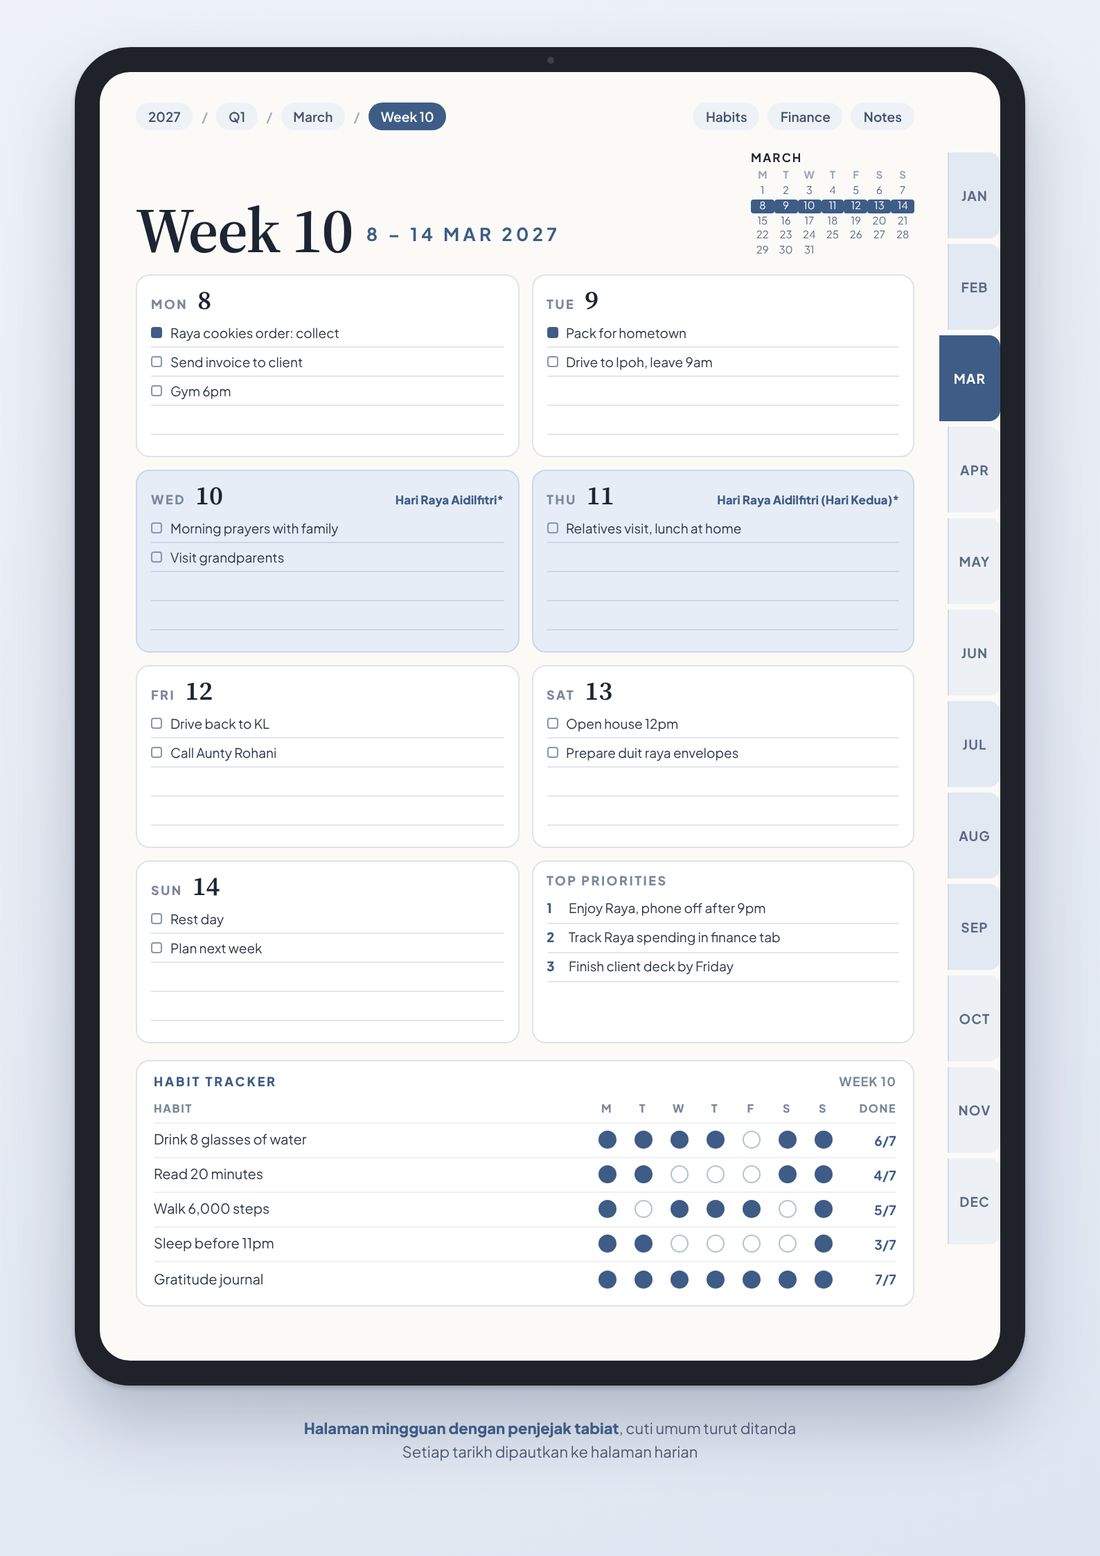 2027 / Q1 / March / Week 10
Habits Finance Notes
MARCH
M T W T F S S
1 2 3 4 5 6 7
8 9 10 11 12 13 14
15 16 17 18 19 20 21
22 23 24 25 26 27 28
29 30 31
Week 10 8 – 14 MAR 2027
MON 8
Raya cookies order: collect
Send invoice to client
Gym 6pm
TUE 9
Pack for hometown
Drive to Ipoh, leave 9am
WED 10 Hari Raya Aidilfitri*
Morning prayers with family
Visit grandparents
THU 11 Hari Raya Aidilfitri (Hari Kedua)*
Relatives visit, lunch at home
FRI 12
Drive back to KL
Call Aunty Rohani
SAT 13
Open house 12pm
Prepare duit raya envelopes
SUN 14
Rest day
Plan next week
TOP PRIORITIES
1 Enjoy Raya, phone off after 9pm
2 Track Raya spending in finance tab
3 Finish client deck by Friday
HABIT TRACKER WEEK 10
HABIT M T W T F S S DONE
Drink 8 glasses of water 6/7
Read 20 minutes 4/7
Walk 6,000 steps 5/7
Sleep before 11pm 3/7
Gratitude journal 7/7
JAN
FEB
MAR
APR
MAY
JUN
JUL
AUG
SEP
OCT
NOV
DEC
Halaman mingguan dengan penjejak tabiat, cuti umum turut ditanda
Setiap tarikh dipautkan ke halaman harian